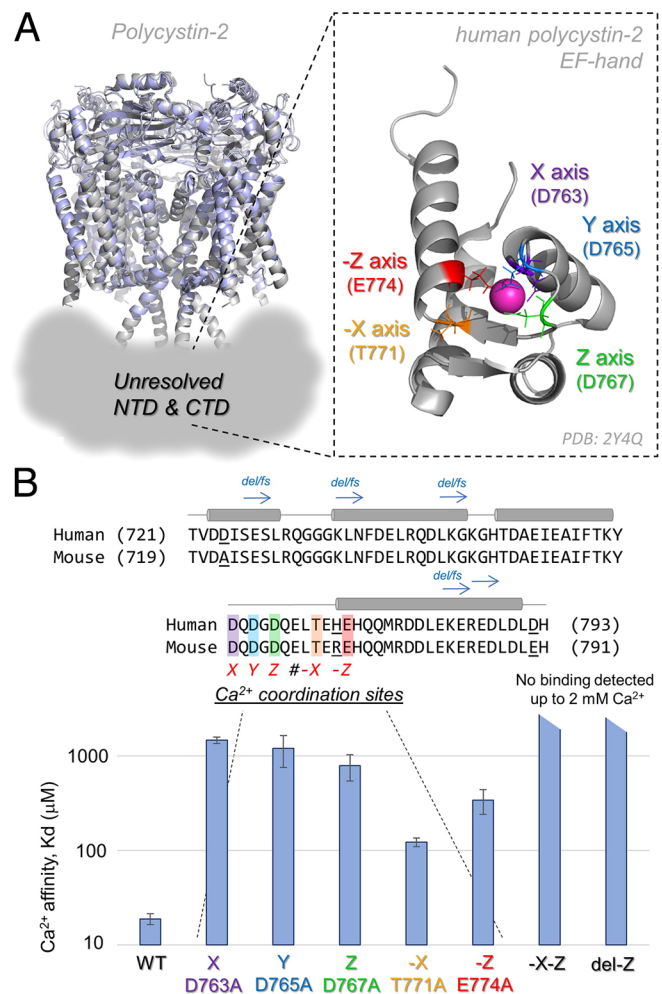 A
Polycystin-2
human polycystin-2
EF-hand
X axis
(D763)
Y axis
(D765)
-Z axis
(E774)
-X axis
(T771)
Z axis
(D767)
Unresolved
NTD & CTD
PDB: 2Y4Q
B
del/fs del/fs del/fs
Human (721) TVDDISESLRQGGGKLNFDELRQDLKGKGHTDAEIEAIFTKY
Mouse (719) TVDAISESLRQGGGKLNFDELRQDLKGKGHTDAEIEAIFTKY
del/fs
Human DQDGDQELTEHEHQQMRDDLEKEREDLDLDH (793)
Mouse DQDGDQELTEREHQQMRDDLEKEREDLDLEH (791)
X Y Z # -X -Z
Ca²⁺ coordination sites
No binding detected
up to 2 mM Ca²⁺
Ca²⁺ affinity, Kd (μM)
1000
100
10
WT X Y Z -X -Z -X-Z del-Z
D763A D765A D767A T771A E774A